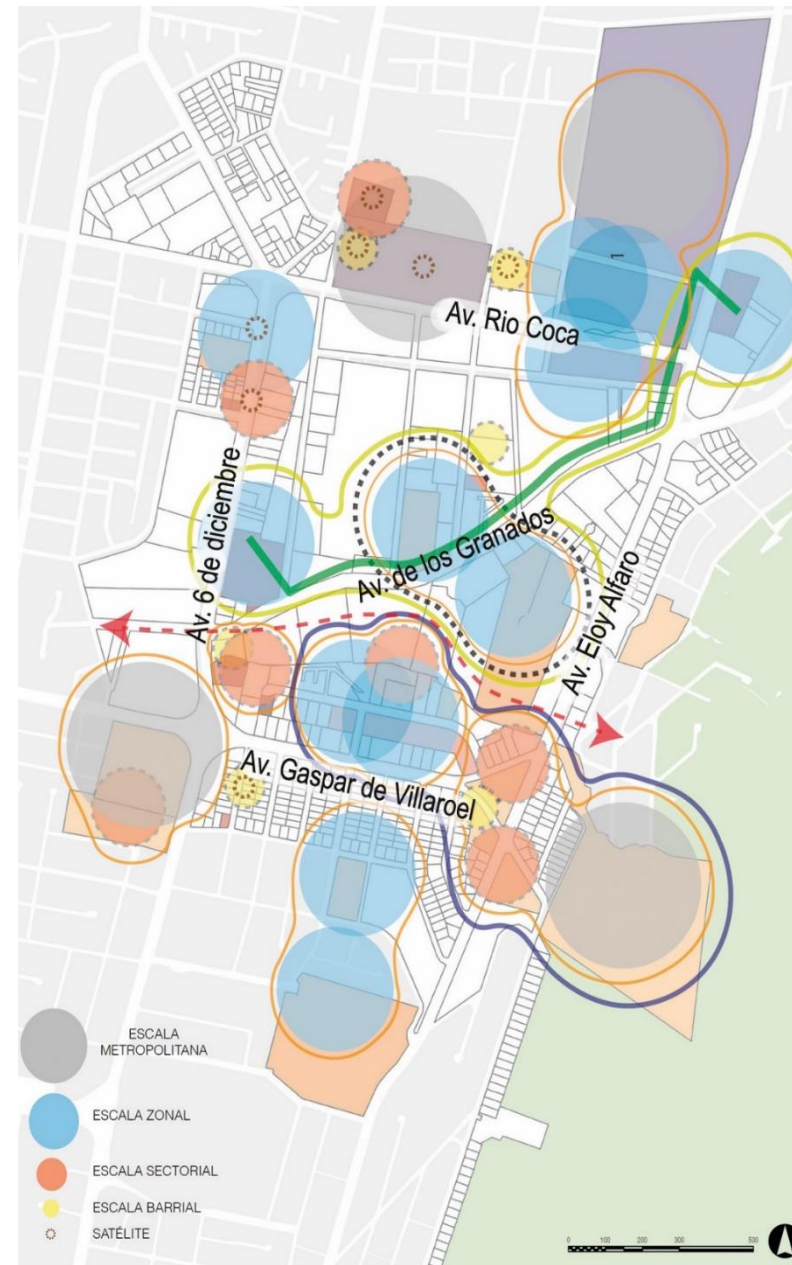 1
Av. Rio Coca
Av. 6 de diciembre
Av. de los Granados
Av. Eloy Alfaro
Av. Gaspar de Villaroel
ESCALA
METROPOLITANA
ESCALA ZONAL
ESCALA SECTORIAL
ESCALA BARRIAL
SATÉLITE
0 100 200 300 500